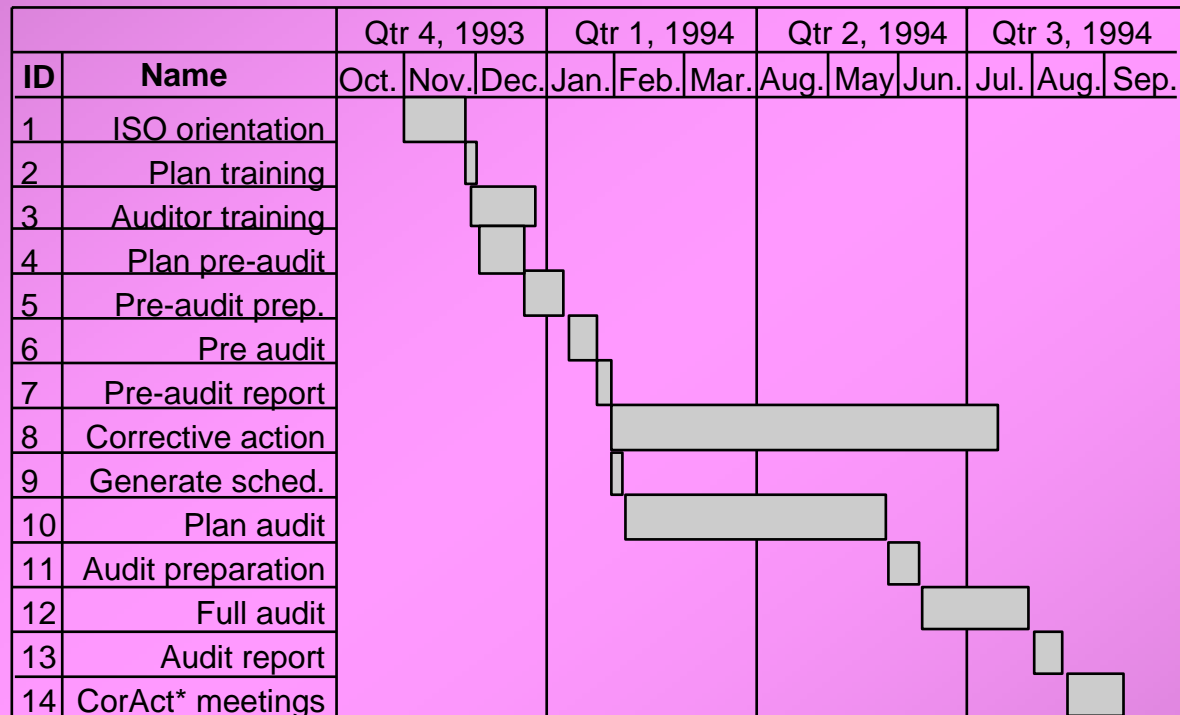 Qtr 4, 1993 Qtr 1, 1994 Qtr 2, 1994 Qtr 3, 1994
ID Name Oct. Nov. Dec. Jan. Feb. Mar. Aug. May Jun. Jul. Aug. Sep.
1 ISO orientation
2 Plan training
3 Auditor training
4 Plan pre-audit
5 Pre-audit prep.
6 Pre audit
7 Pre-audit report
8 Corrective action
9 Generate sched.
10 Plan audit
11 Audit preparation
12 Full audit
13 Audit report
14 CorAct* meetings